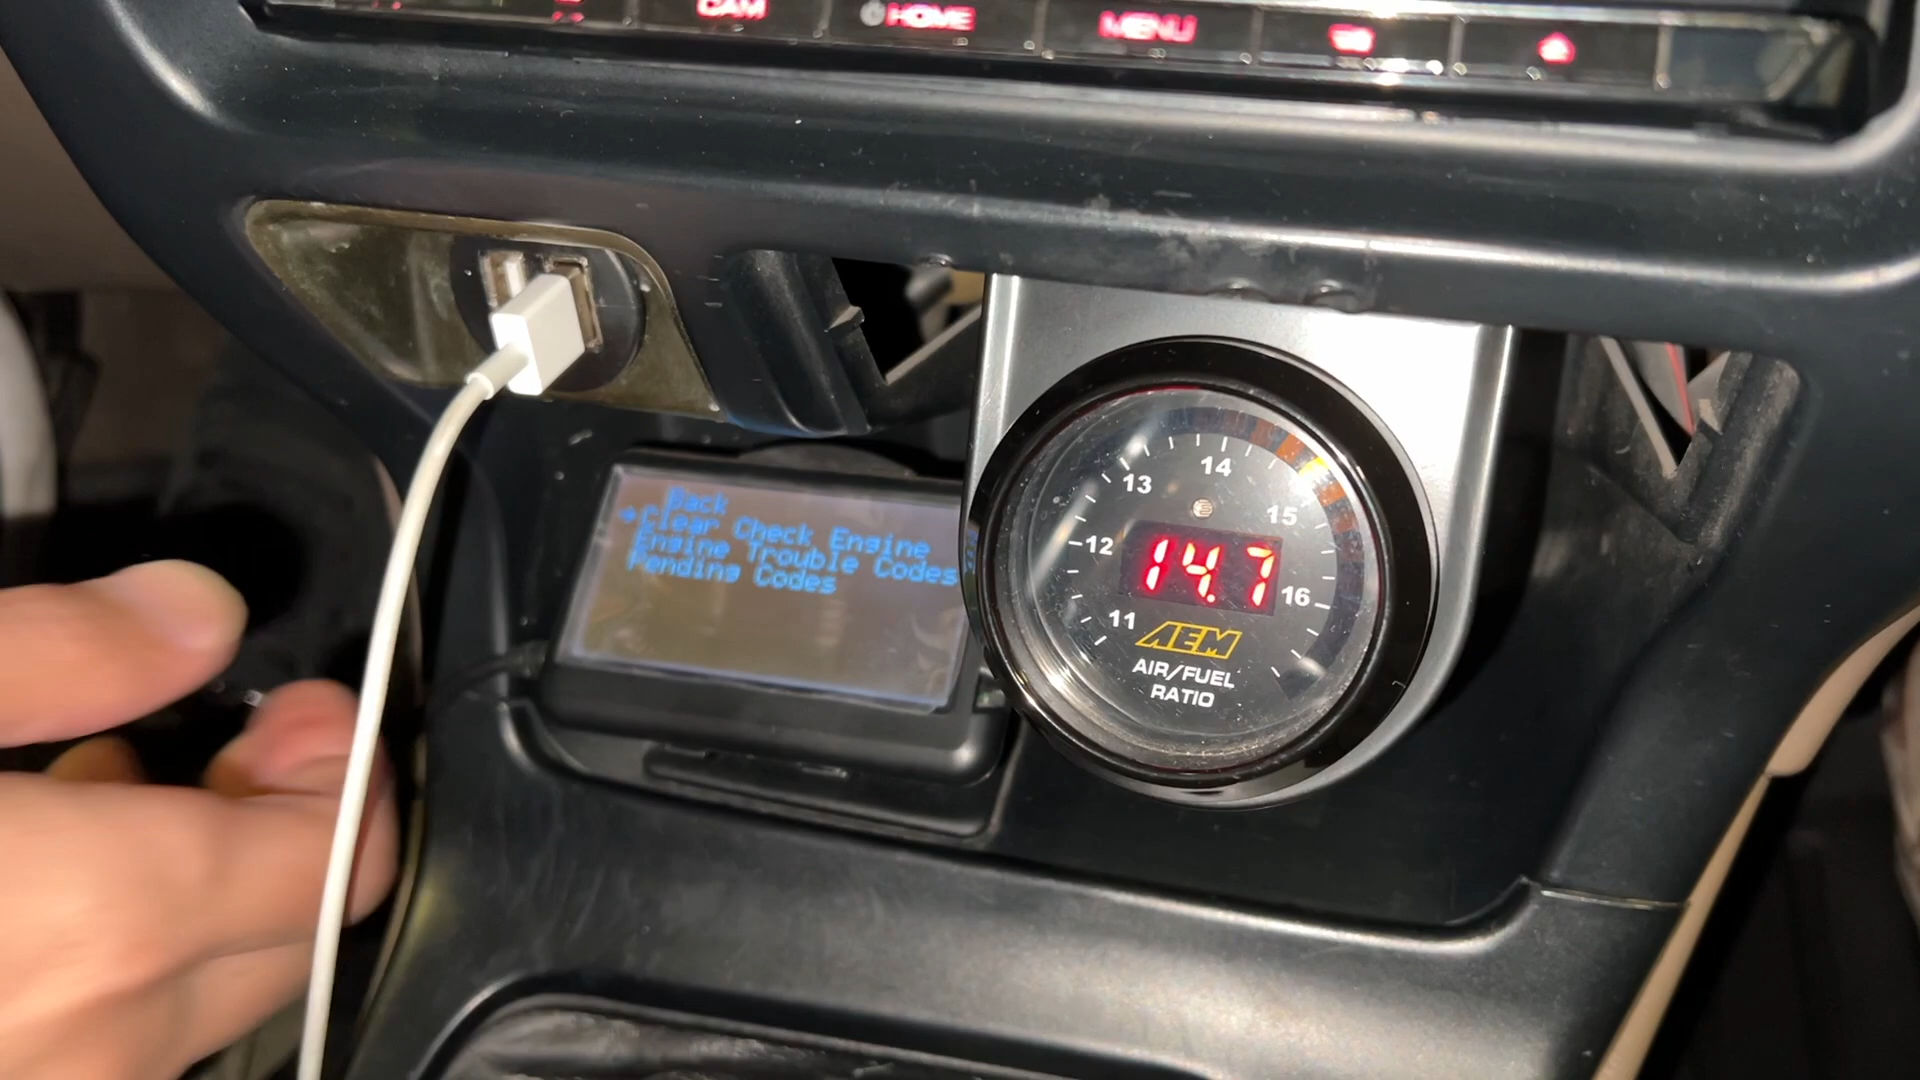 CAM
HOME
MENU
Back
Clear Check Engine
Engine Trouble Codes
Pending Codes
11
12
13
14
15
16
14.7
AEM
AIR/FUEL
RATIO